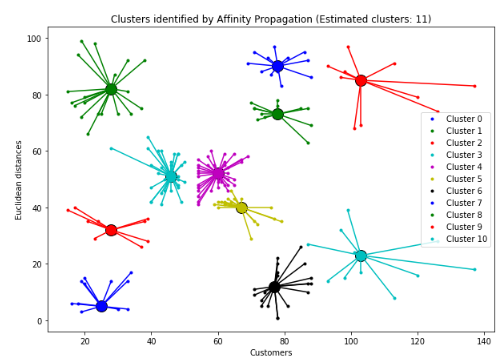 Clusters identified by Affinity Propagation (Estimated clusters: 11)
100
80
60
40
20
0
Euclidean distances
20
40
60
80
100
120
140
Customers
Cluster 0
Cluster 1
Cluster 2
Cluster 3
Cluster 4
Cluster 5
Cluster 6
Cluster 7
Cluster 8
Cluster 9
Cluster 10